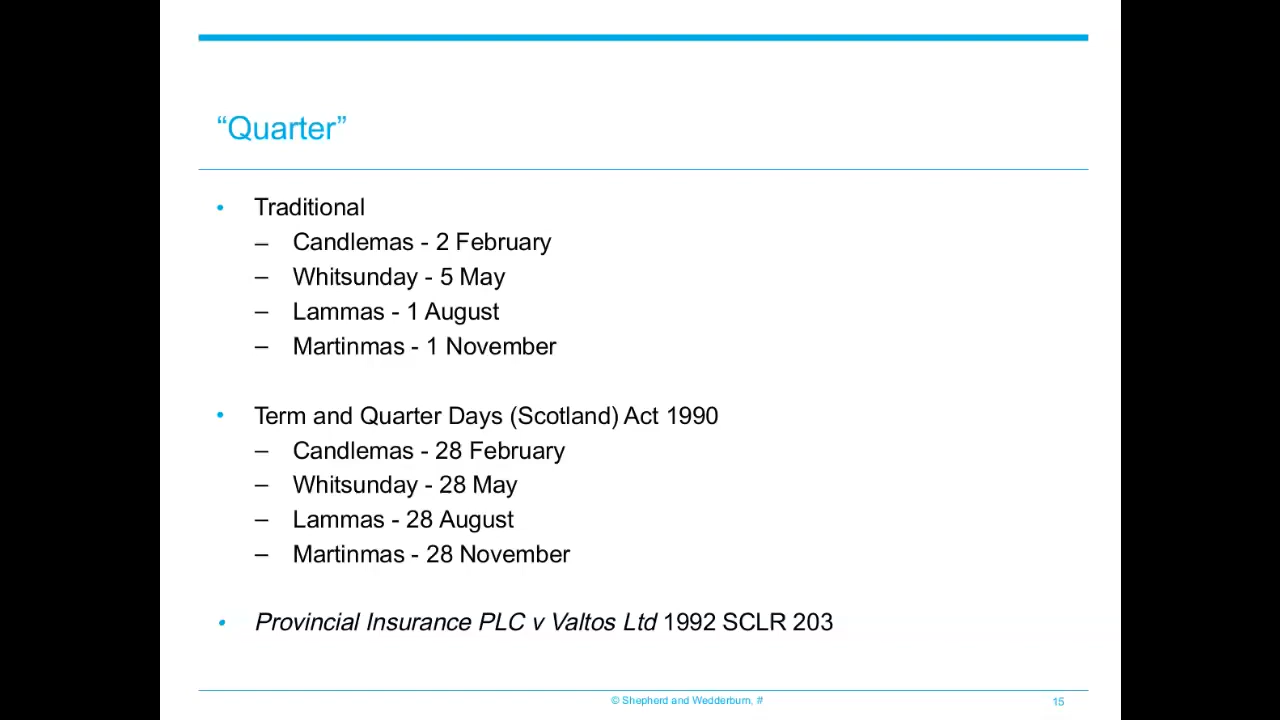 “Quarter”
• Traditional
– Candlemas - 2 February
– Whitsunday - 5 May
– Lammas - 1 August
– Martinmas - 1 November
• Term and Quarter Days (Scotland) Act 1990
– Candlemas - 28 February
– Whitsunday - 28 May
– Lammas - 28 August
– Martinmas - 28 November
• Provincial Insurance PLC v Valtos Ltd 1992 SCLR 203
© Shepherd and Wedderburn, #
15